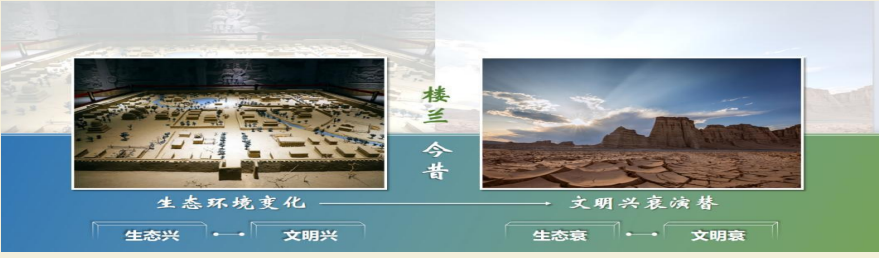 楼兰
今昔
生态环境变化
文明兴衰演替
生态兴
文明兴
生态衰
文明衰